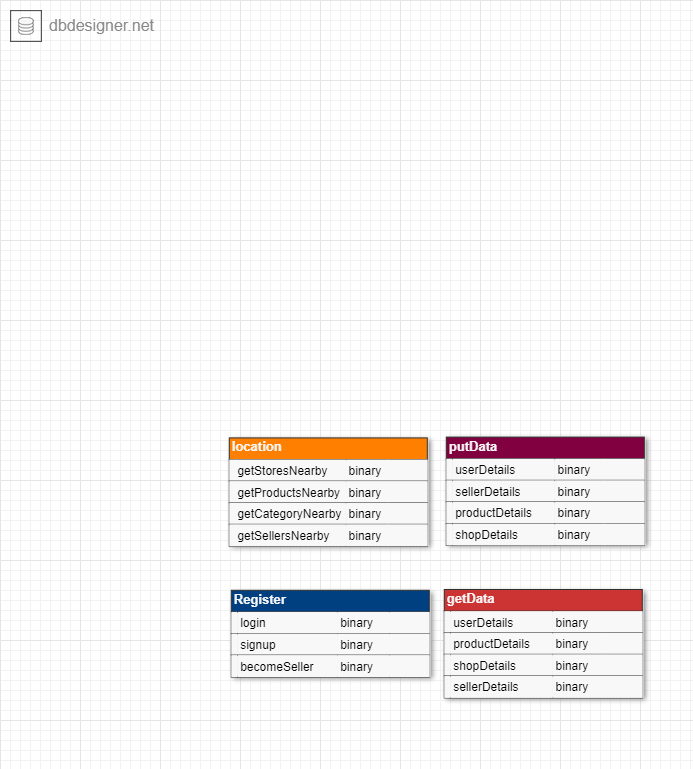 dbdesigner.net
location
getStoresNearby binary
getProductsNearby binary
getCategoryNearby binary
getSellersNearby binary
putData
userDetails binary
sellerDetails binary
productDetails binary
shopDetails binary
Register
login binary
signup binary
becomeSeller binary
getData
userDetails binary
productDetails binary
shopDetails binary
sellerDetails binary